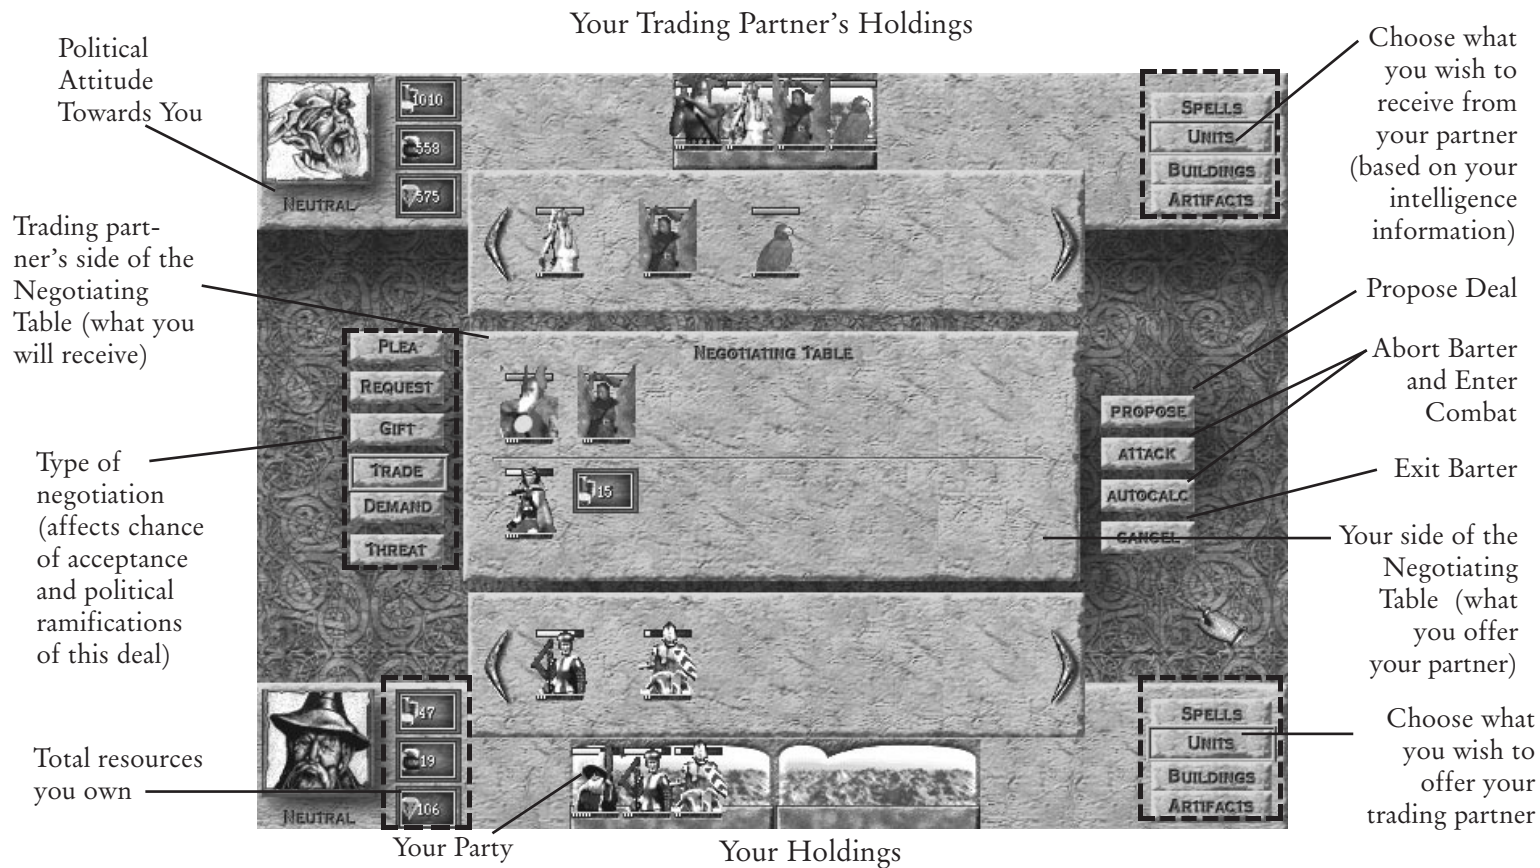 Your Trading Partner's Holdings
Political
Attitude
Towards You
Trading part-
ner's side of the
Negotiating
Table (what you
will receive)
Type of
negotiation
(affects chance
of acceptance
and political
ramifications
of this deal)
Total resources
you own
1010
558
575
NEUTRAL
SPELLS
UNITS
BUILDINGS
ARTIFACTS
PLEA
REQUEST
GIFT
TRADE
DEMAND
THREAT
NEGOTIATING TABLE
15
PROPOSE
ATTACK
AUTOCALC
CANCEL
47
19
106
NEUTRAL
SPELLS
UNITS
BUILDINGS
ARTIFACTS
Choose what
you wish to
receive from
your partner
(based on your
intelligence
information)
Propose Deal
Abort Barter
and Enter
Combat
Exit Barter
Your side of the
Negotiating
Table (what
you offer
your partner)
Choose what
you wish to
offer your
trading partner
Your Party
Your Holdings